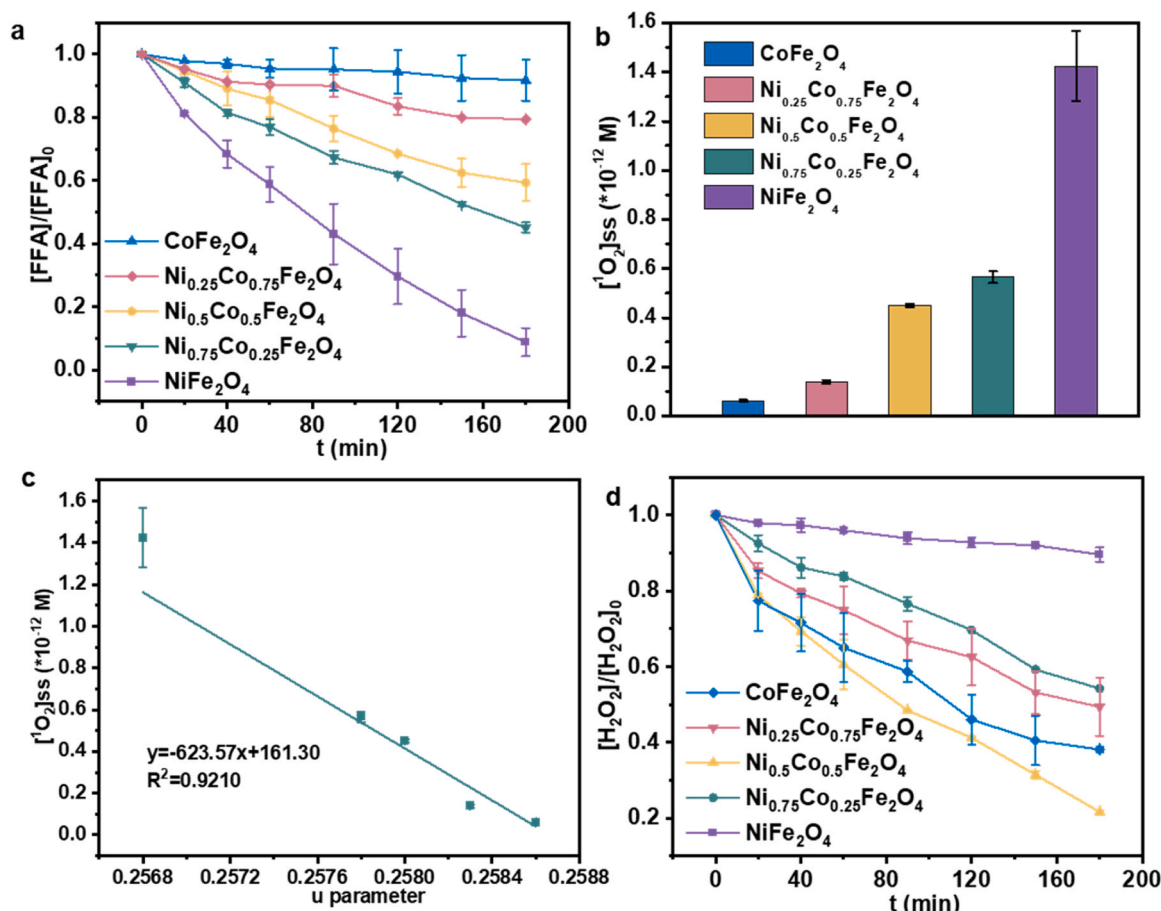 a
[FFA]/[FFA]₀
1.0
0.8
0.6
0.4
0.2
0.0
CoFe₂O₄
Ni₀.₂₅Co₀.₇₅Fe₂O₄
Ni₀.₅Co₀.₅Fe₂O₄
Ni₀.₇₅Co₀.₂₅Fe₂O₄
NiFe₂O₄
0 40 80 120 160 200
t (min)
b
[¹O₂]ss (*10⁻¹² M)
1.6
1.4
1.2
1.0
0.8
0.6
0.4
0.2
0.0
CoFe₂O₄
Ni₀.₂₅Co₀.₇₅Fe₂O₄
Ni₀.₅Co₀.₅Fe₂O₄
Ni₀.₇₅Co₀.₂₅Fe₂O₄
NiFe₂O₄
c
[¹O₂]ss (*10⁻¹² M)
1.6
1.4
1.2
1.0
0.8
0.6
0.4
0.2
0.0
y=-623.57x+161.30
R²=0.9210
0.2568 0.2572 0.2576 0.2580 0.2584 0.2588
u parameter
d
[H₂O₂]/[H₂O₂]₀
1.0
0.8
0.6
0.4
0.2
CoFe₂O₄
Ni₀.₂₅Co₀.₇₅Fe₂O₄
Ni₀.₅Co₀.₅Fe₂O₄
Ni₀.₇₅Co₀.₂₅Fe₂O₄
NiFe₂O₄
0 40 80 120 160 200
t (min)